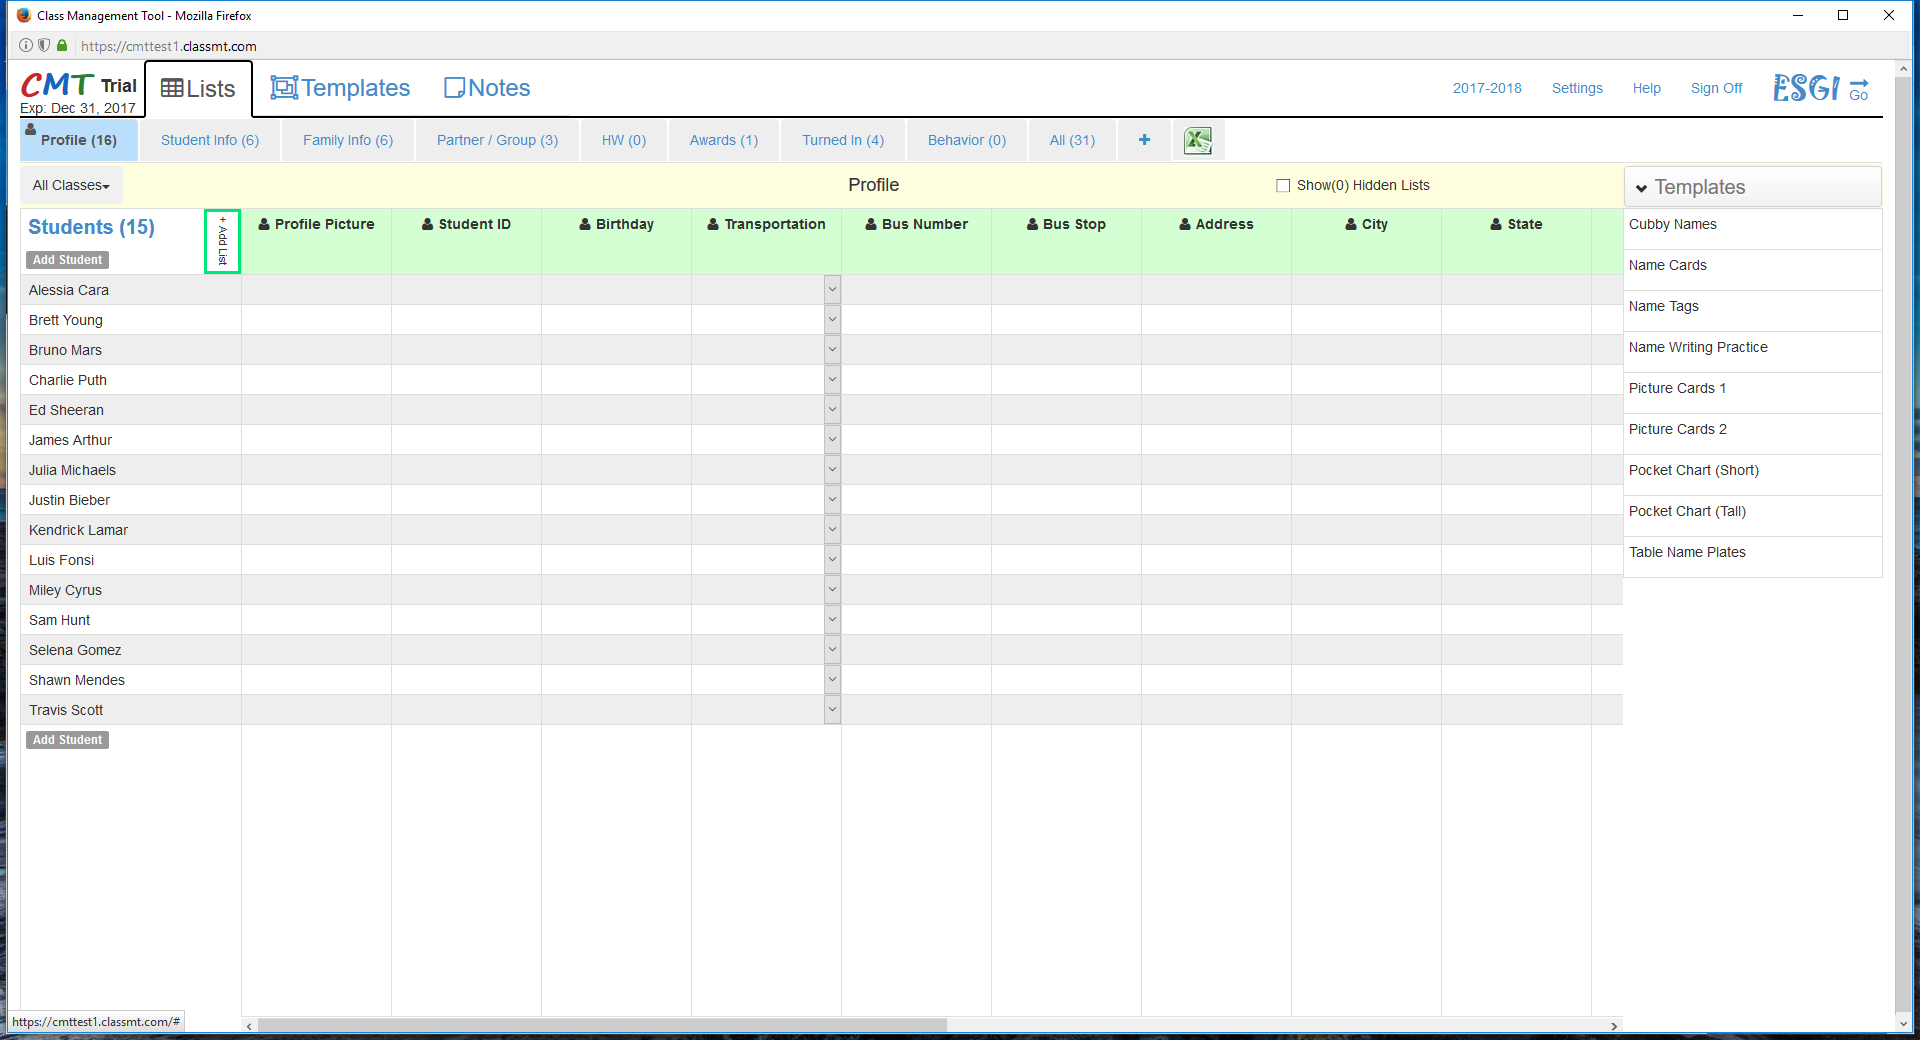 Class Management Tool - Mozilla Firefox
https://cmttest1.classmt.com
CMT Trial
Exp: Dec 31, 2017
Lists
Templates
Notes
2017-2018
Settings
Help
Sign Off
ESGI
Go
Profile (16)
Student Info (6)
Family Info (6)
Partner / Group (3)
HW (0)
Awards (1)
Turned In (4)
Behavior (0)
All (31)
+
All Classes
Profile
Show(0) Hidden Lists
Templates
Students (15)
Add Student
+ Add List
Profile Picture
Student ID
Birthday
Transportation
Bus Number
Bus Stop
Address
City
State
Alessia Cara
Brett Young
Bruno Mars
Charlie Puth
Ed Sheeran
James Arthur
Julia Michaels
Justin Bieber
Kendrick Lamar
Luis Fonsi
Miley Cyrus
Sam Hunt
Selena Gomez
Shawn Mendes
Travis Scott
Add Student
Cubby Names
Name Cards
Name Tags
Name Writing Practice
Picture Cards 1
Picture Cards 2
Pocket Chart (Short)
Pocket Chart (Tall)
Table Name Plates
https://cmttest1.classmt.com/#